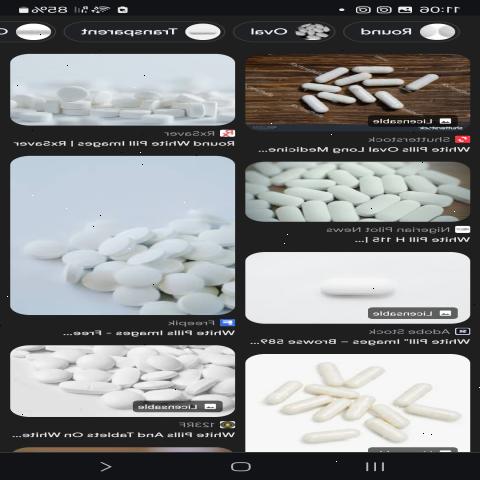 11:06
85%
Round
Oval
Transparent
Licensable
shutterstock
Shutterstock
White Pills Oval Long Medicine...
RxSaver
Round White Pill Images | RxSaver
Nigerian Pilot News
White Pill H 115 |...
Licensable
Adobe Stock
White Pill" Images – Browse 589...
Freepik
White Pills Images - Free...
Licensable
123RF
White Pills And Tablets On White...